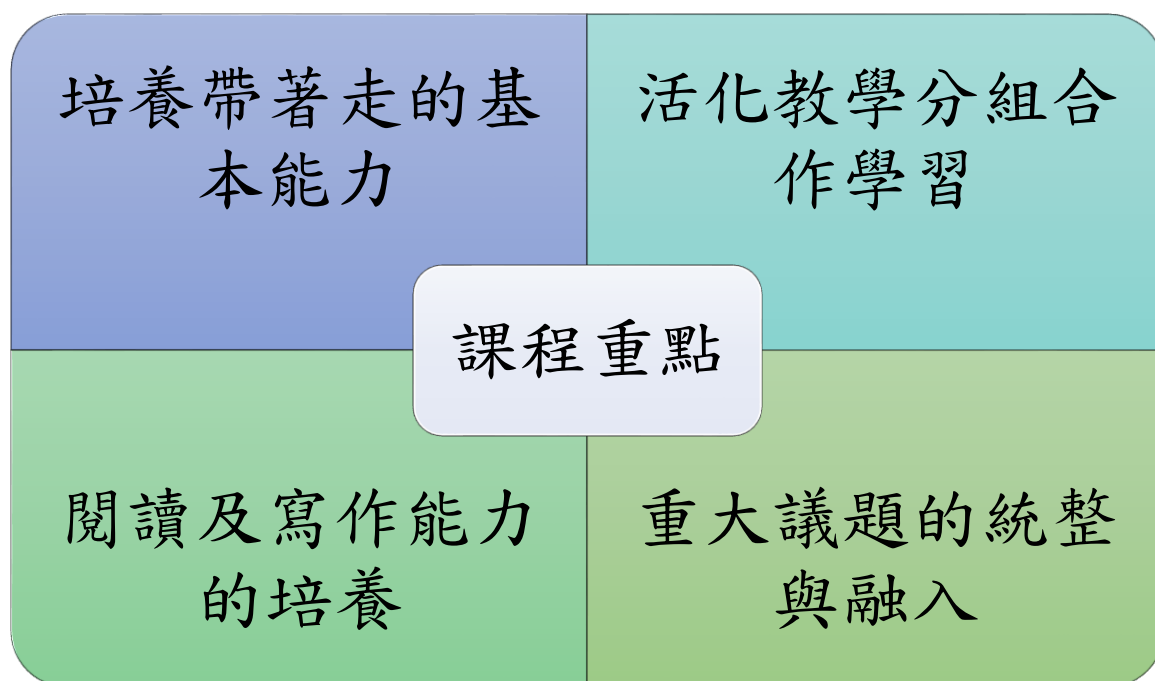 培養帶著走的基
本能力
活化教學分組合
作學習
課程重點
閱讀及寫作能力
的培養
重大議題的統整
與融入